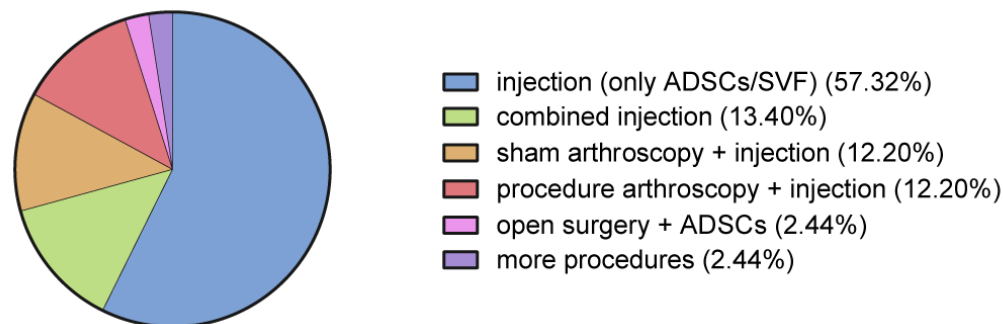 injection (only ADSCs/SVF) (57.32%)
combined injection (13.40%)
sham arthroscopy + injection (12.20%)
procedure arthroscopy + injection (12.20%)
open surgery + ADSCs (2.44%)
more procedures (2.44%)